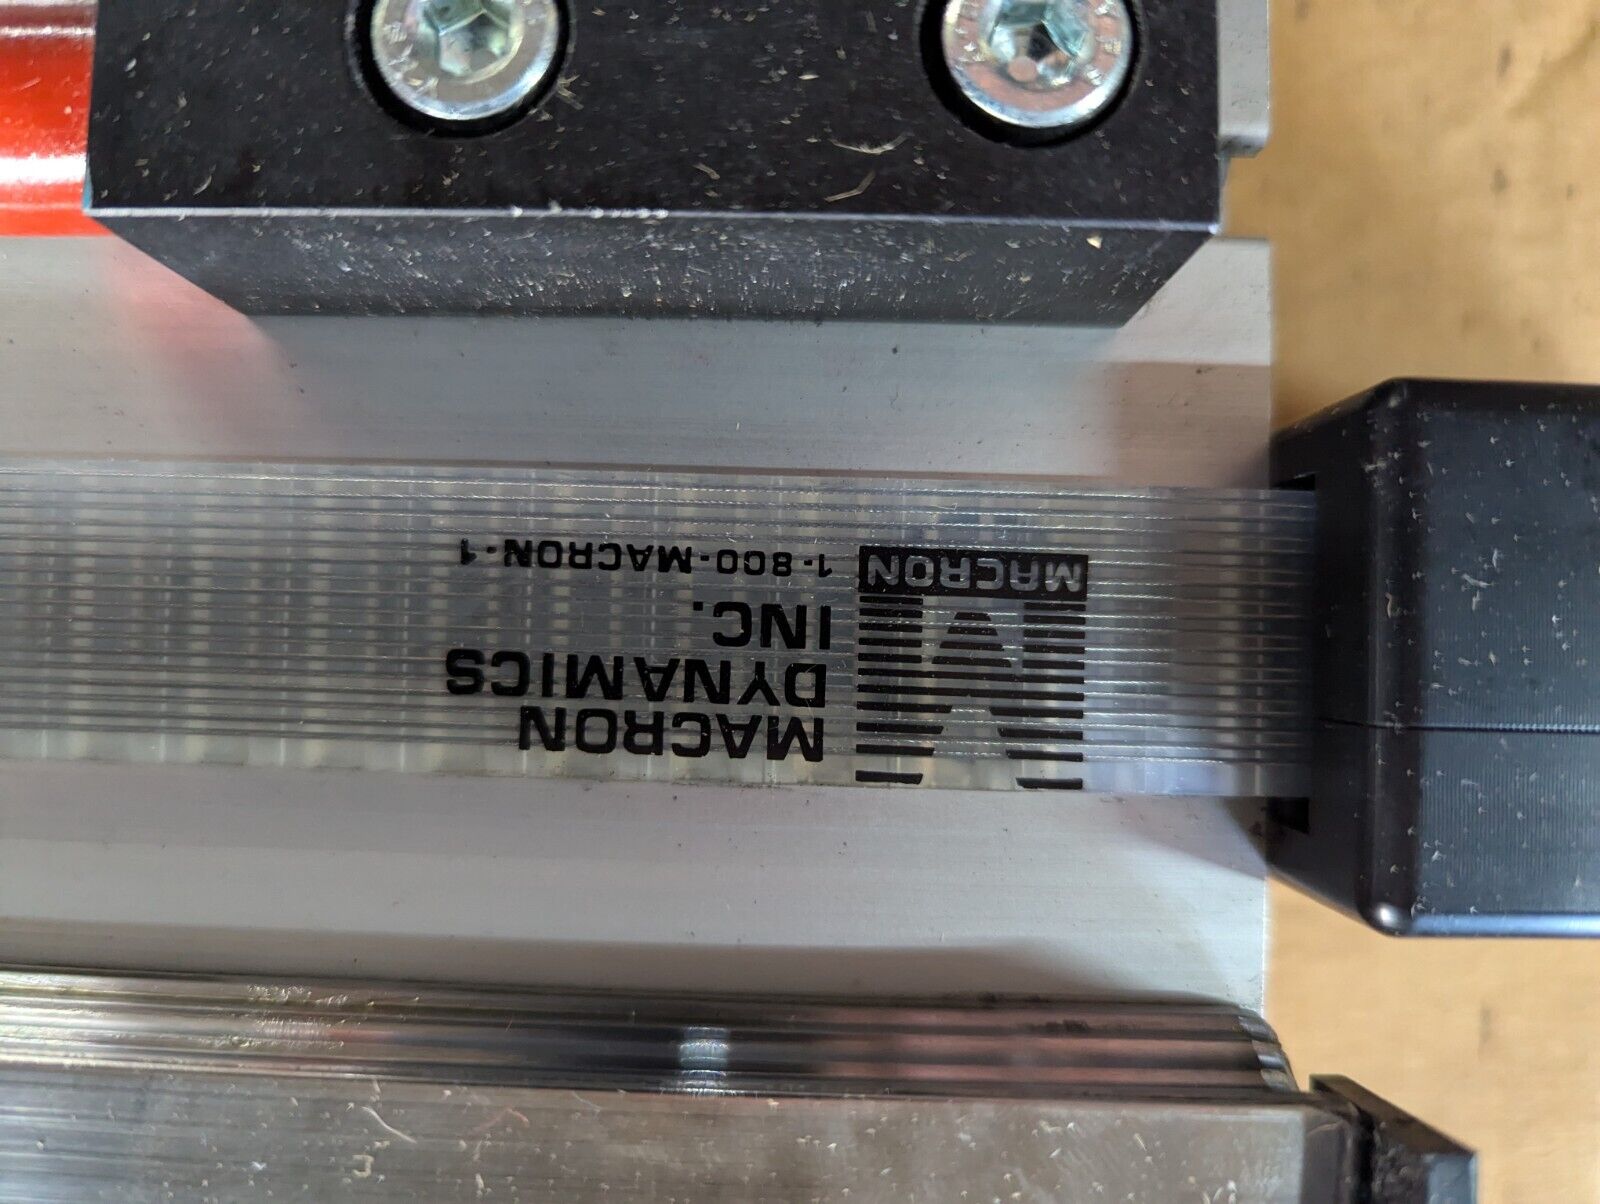 MACRON
DYNAMICS
INC.
1-800-MACRON-1
MACRON